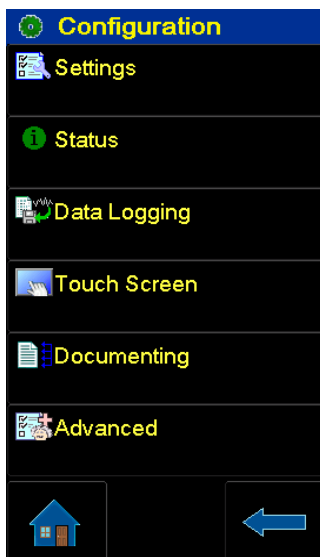 Configuration
Settings
Status
Data Logging
Touch Screen
Documenting
Advanced